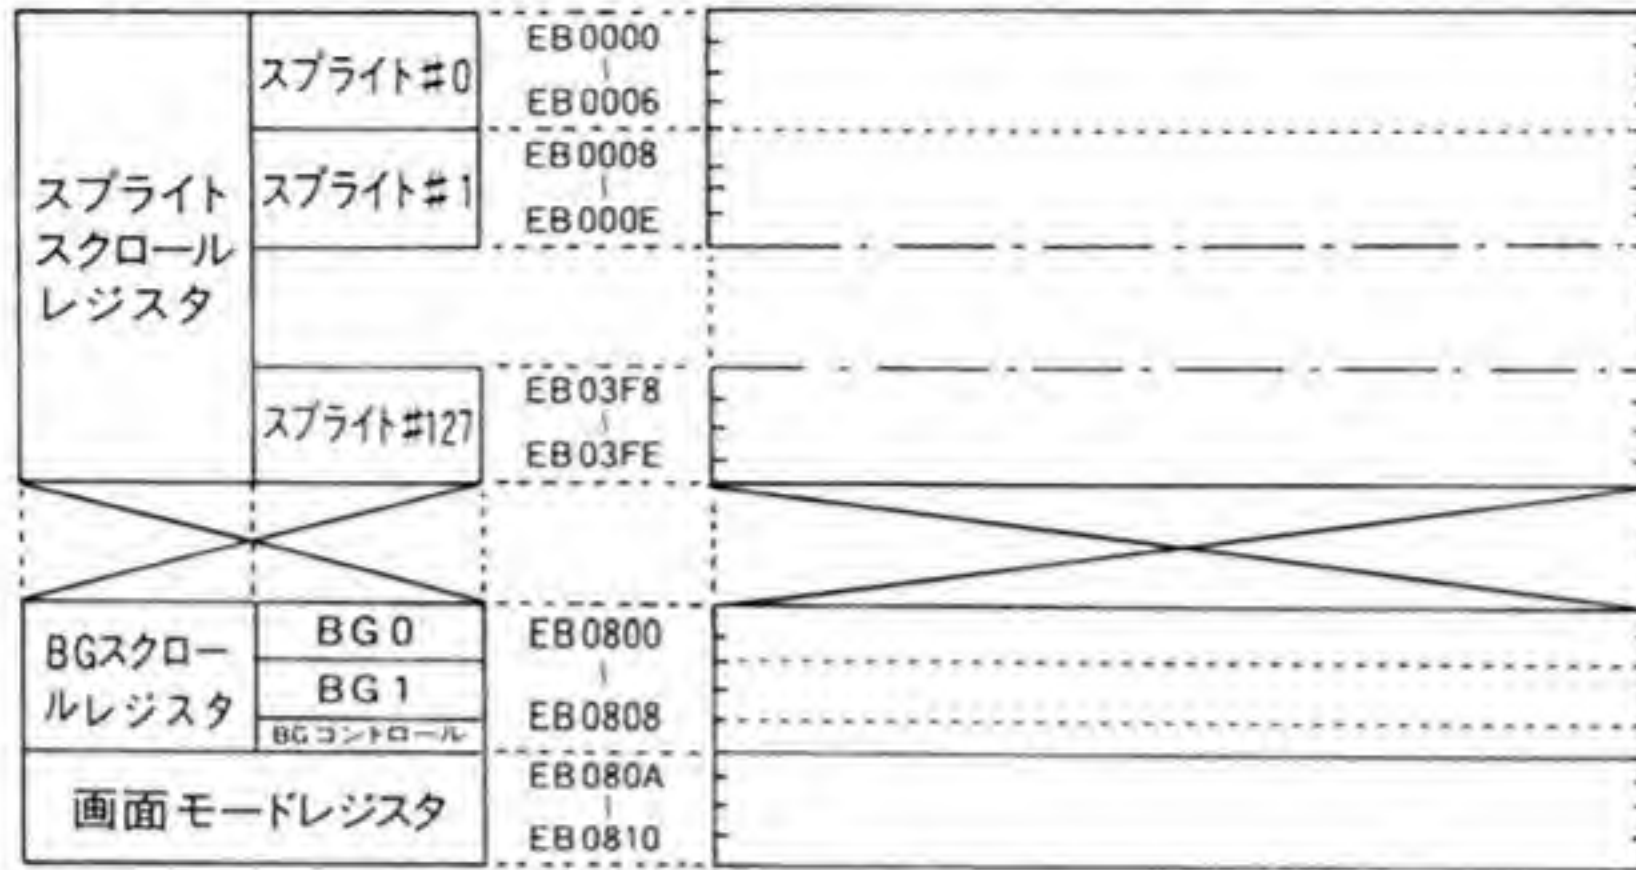 スプライト
スクロール
レジスタ
スプライト#0
EB0000
~
EB0006
スプライト#1
EB0008
~
EB000E
スプライト#127
EB03F8
~
EB03FE
BGスクロー
ルレジスタ
BG0
BG1
BGコントロール
EB0800
~
EB0808
画面モードレジスタ
EB080A
~
EB0810